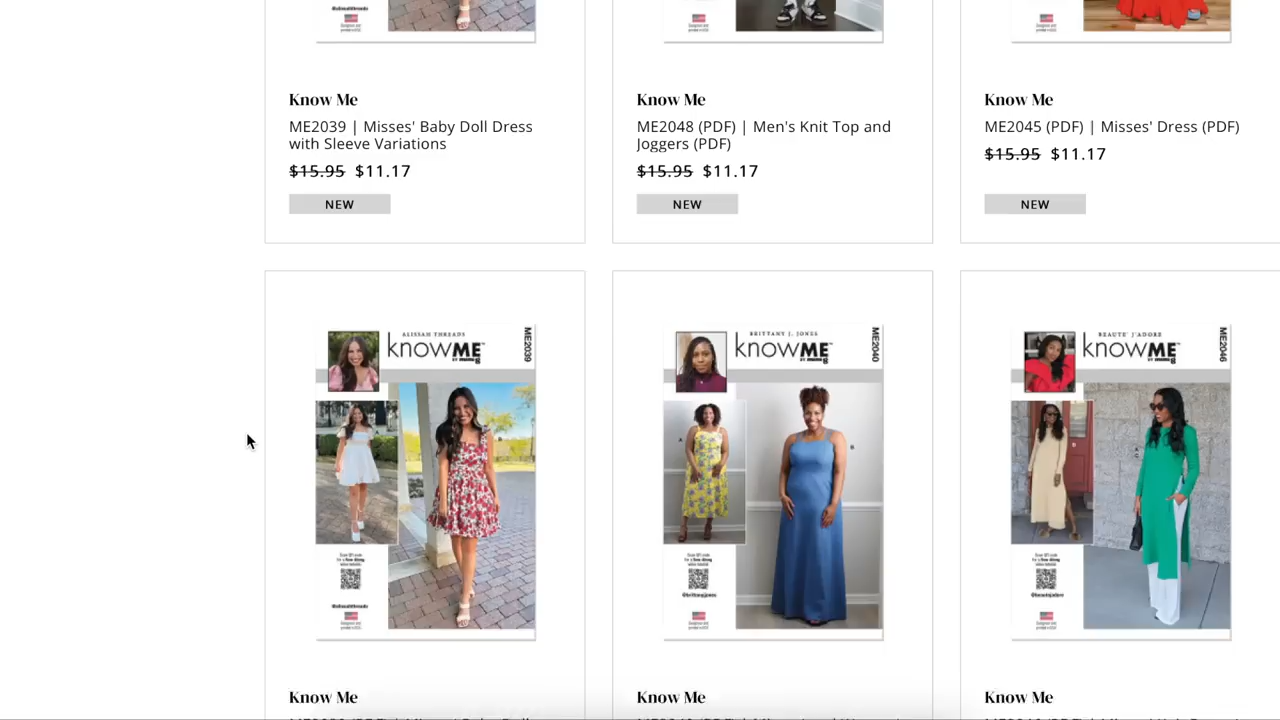 Know Me
ME2039 | Misses' Baby Doll Dress
with Sleeve Variations
$15.95 $11.17
NEW
Know Me
ME2048 (PDF) | Men's Knit Top and
Joggers (PDF)
$15.95 $11.17
NEW
Know Me
ME2045 (PDF) | Misses' Dress (PDF)
$15.95 $11.17
NEW
ALISSAH THREADS
knowME
ME2039
BRITTANY J. JONES
knowME
ME2040
BEAUTE' J'ADORE
knowME
ME2046
Know Me
Know Me
Know Me